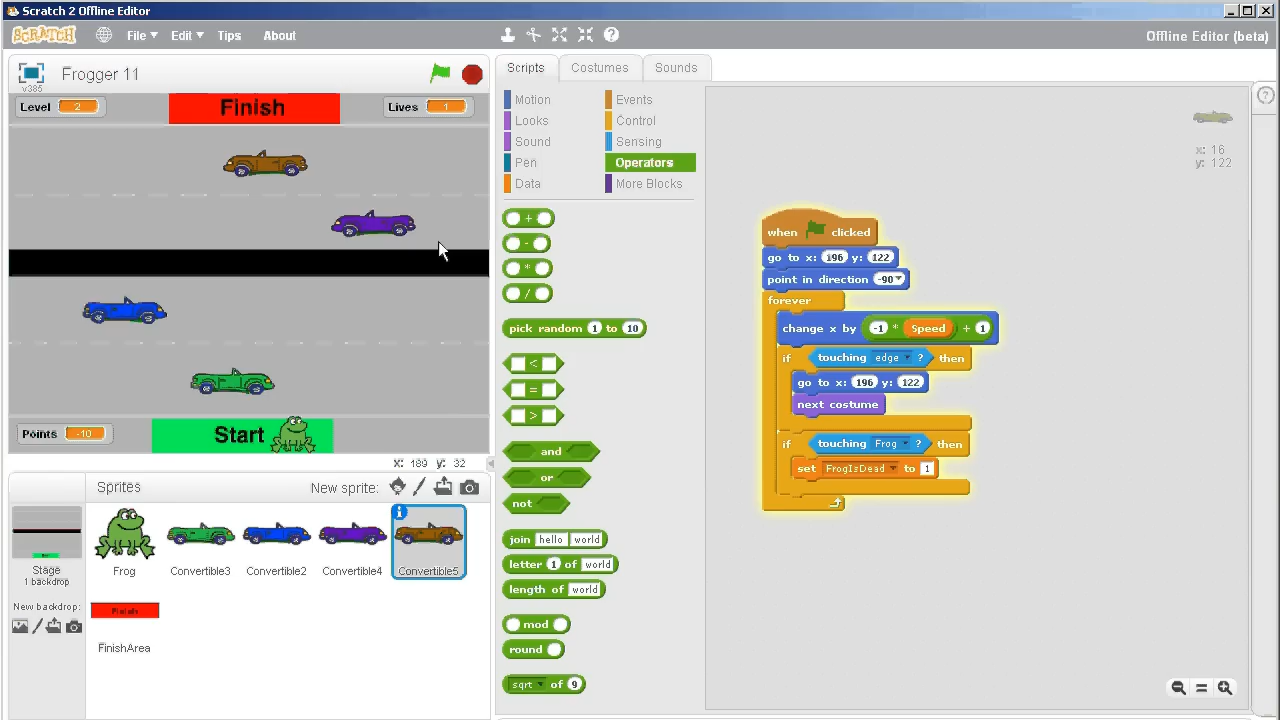 Scratch 2 Offline Editor
SCRATCH File Edit Tips About Offline Editor (beta)
Frogger 11
v385
Level 2 Finish Lives 1
Points -10 Start
x: 189 y: 32
Sprites New sprite:
Stage
1 backdrop
New backdrop:
Frog Convertible3 Convertible2 Convertible4 Convertible5
Finish
FinishArea
Scripts Costumes Sounds
Motion Events
Looks Control
Sound Sensing
Pen Operators
Data More Blocks
+
-
*
/
pick random 1 to 10
<
=
>
and
or
not
join hello world
letter 1 of world
length of world
mod
round
sqrt of 9
x: 16
y: 122
when clicked
go to x: 196 y: 122
point in direction -90
forever
change x by -1 * Speed + 1
if touching edge ? then
go to x: 196 y: 122
next costume
if touching Frog ? then
set FrogIsDead to 1